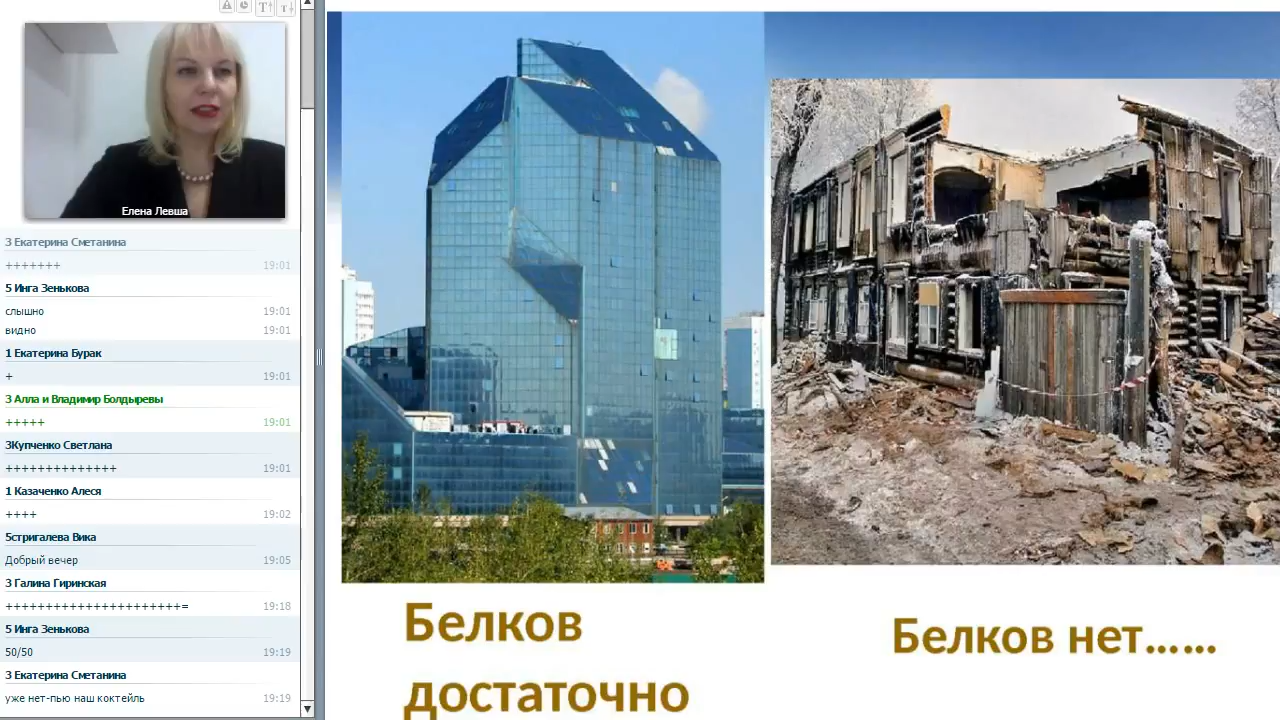 Елена Левша
3 Екатерина Сметанина
+++++++ 19:01
5 Инга Зенькова
слышно 19:01
видно 19:01
1 Екатерина Бурак
+ 19:01
3 Алла и Владимир Болдыревы
+++++ 19:01
3Купченко Светлана
++++++++++++++ 19:01
1 Казаченко Алеся
++++ 19:02
5стригалева Вика
Добрый вечер 19:05
3 Галина Гиринская
++++++++++++++++++++++= 19:18
5 Инга Зенькова
50/50 19:19
3 Екатерина Сметанина
уже нет-пью наш коктейль 19:19
Белков
достаточно
Белков нет……